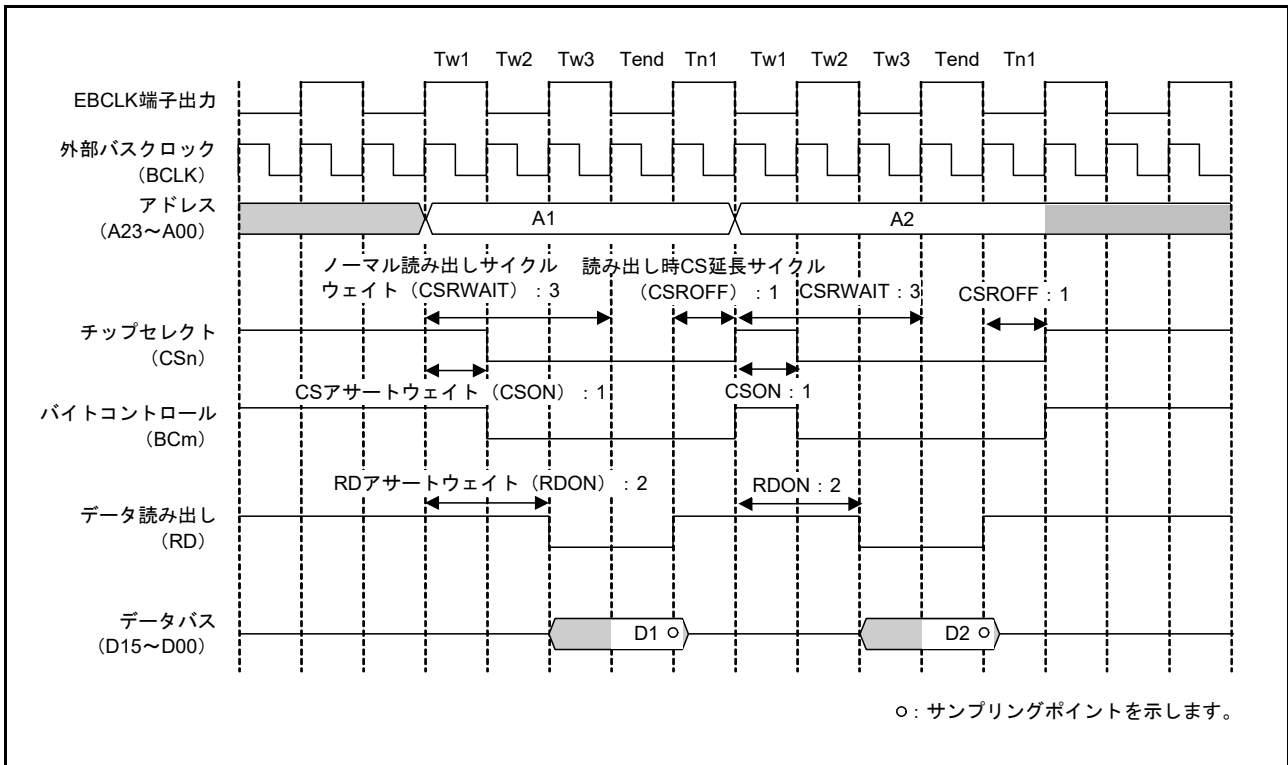 Tw1 Tw2 Tw3 Tend Tn1 Tw1 Tw2 Tw3 Tend Tn1
EBCLK端子出力
外部バスクロック
(BCLK)
アドレス
(A23~A00)
A1 A2
ノーマル読み出しサイクル
ウェイト(CSRWAIT):3
読み出し時CS延長サイクル
(CSROFF):1
CSRWAIT:3
CSROFF:1
チップセレクト
(CSn)
CSアサートウェイト(CSON):1
CSON:1
バイトコントロール
(BCm)
RDアサートウェイト(RDON):2
RDON:2
データ読み出し
(RD)
データバス
(D15~D00)
D1 D2
○:サンプリングポイントを示します。